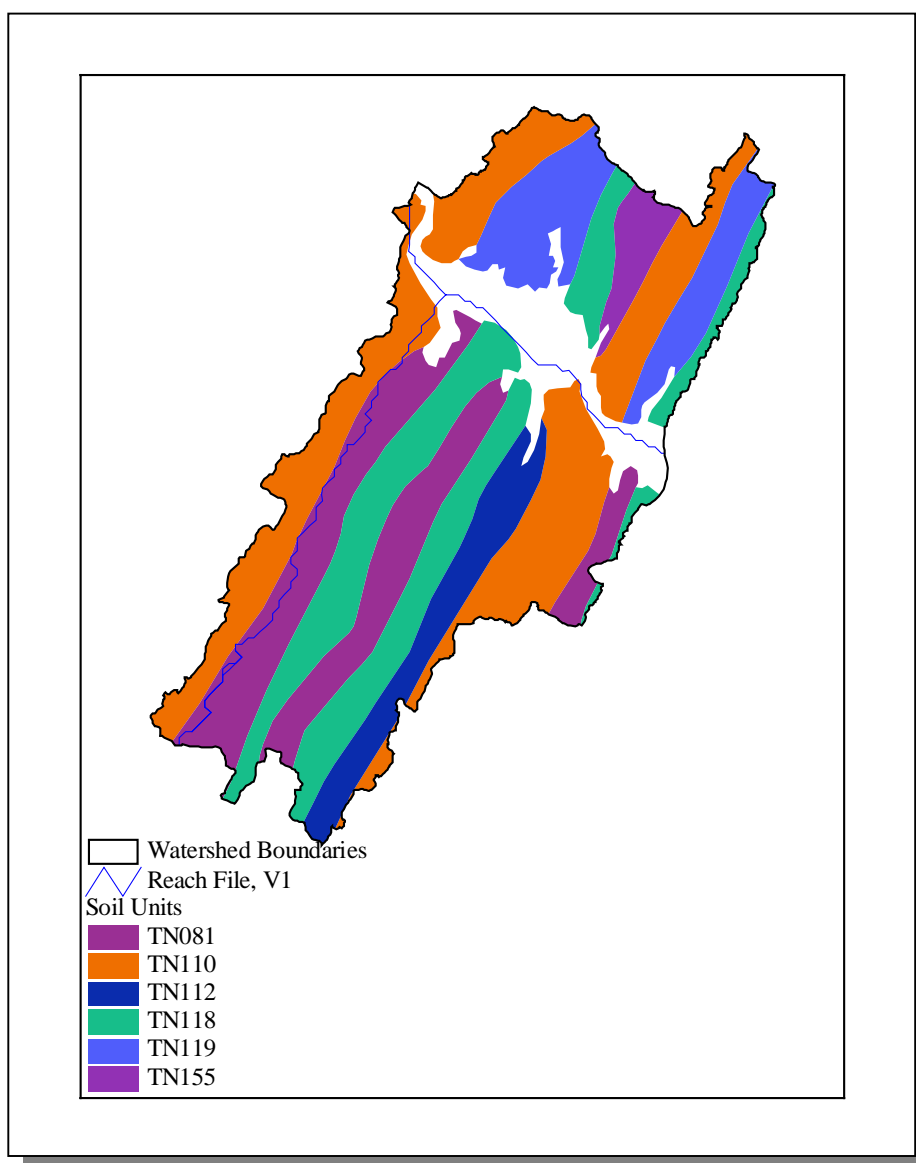 Watershed Boundaries
Reach File, V1
Soil Units
TN081
TN110
TN112
TN118
TN119
TN155